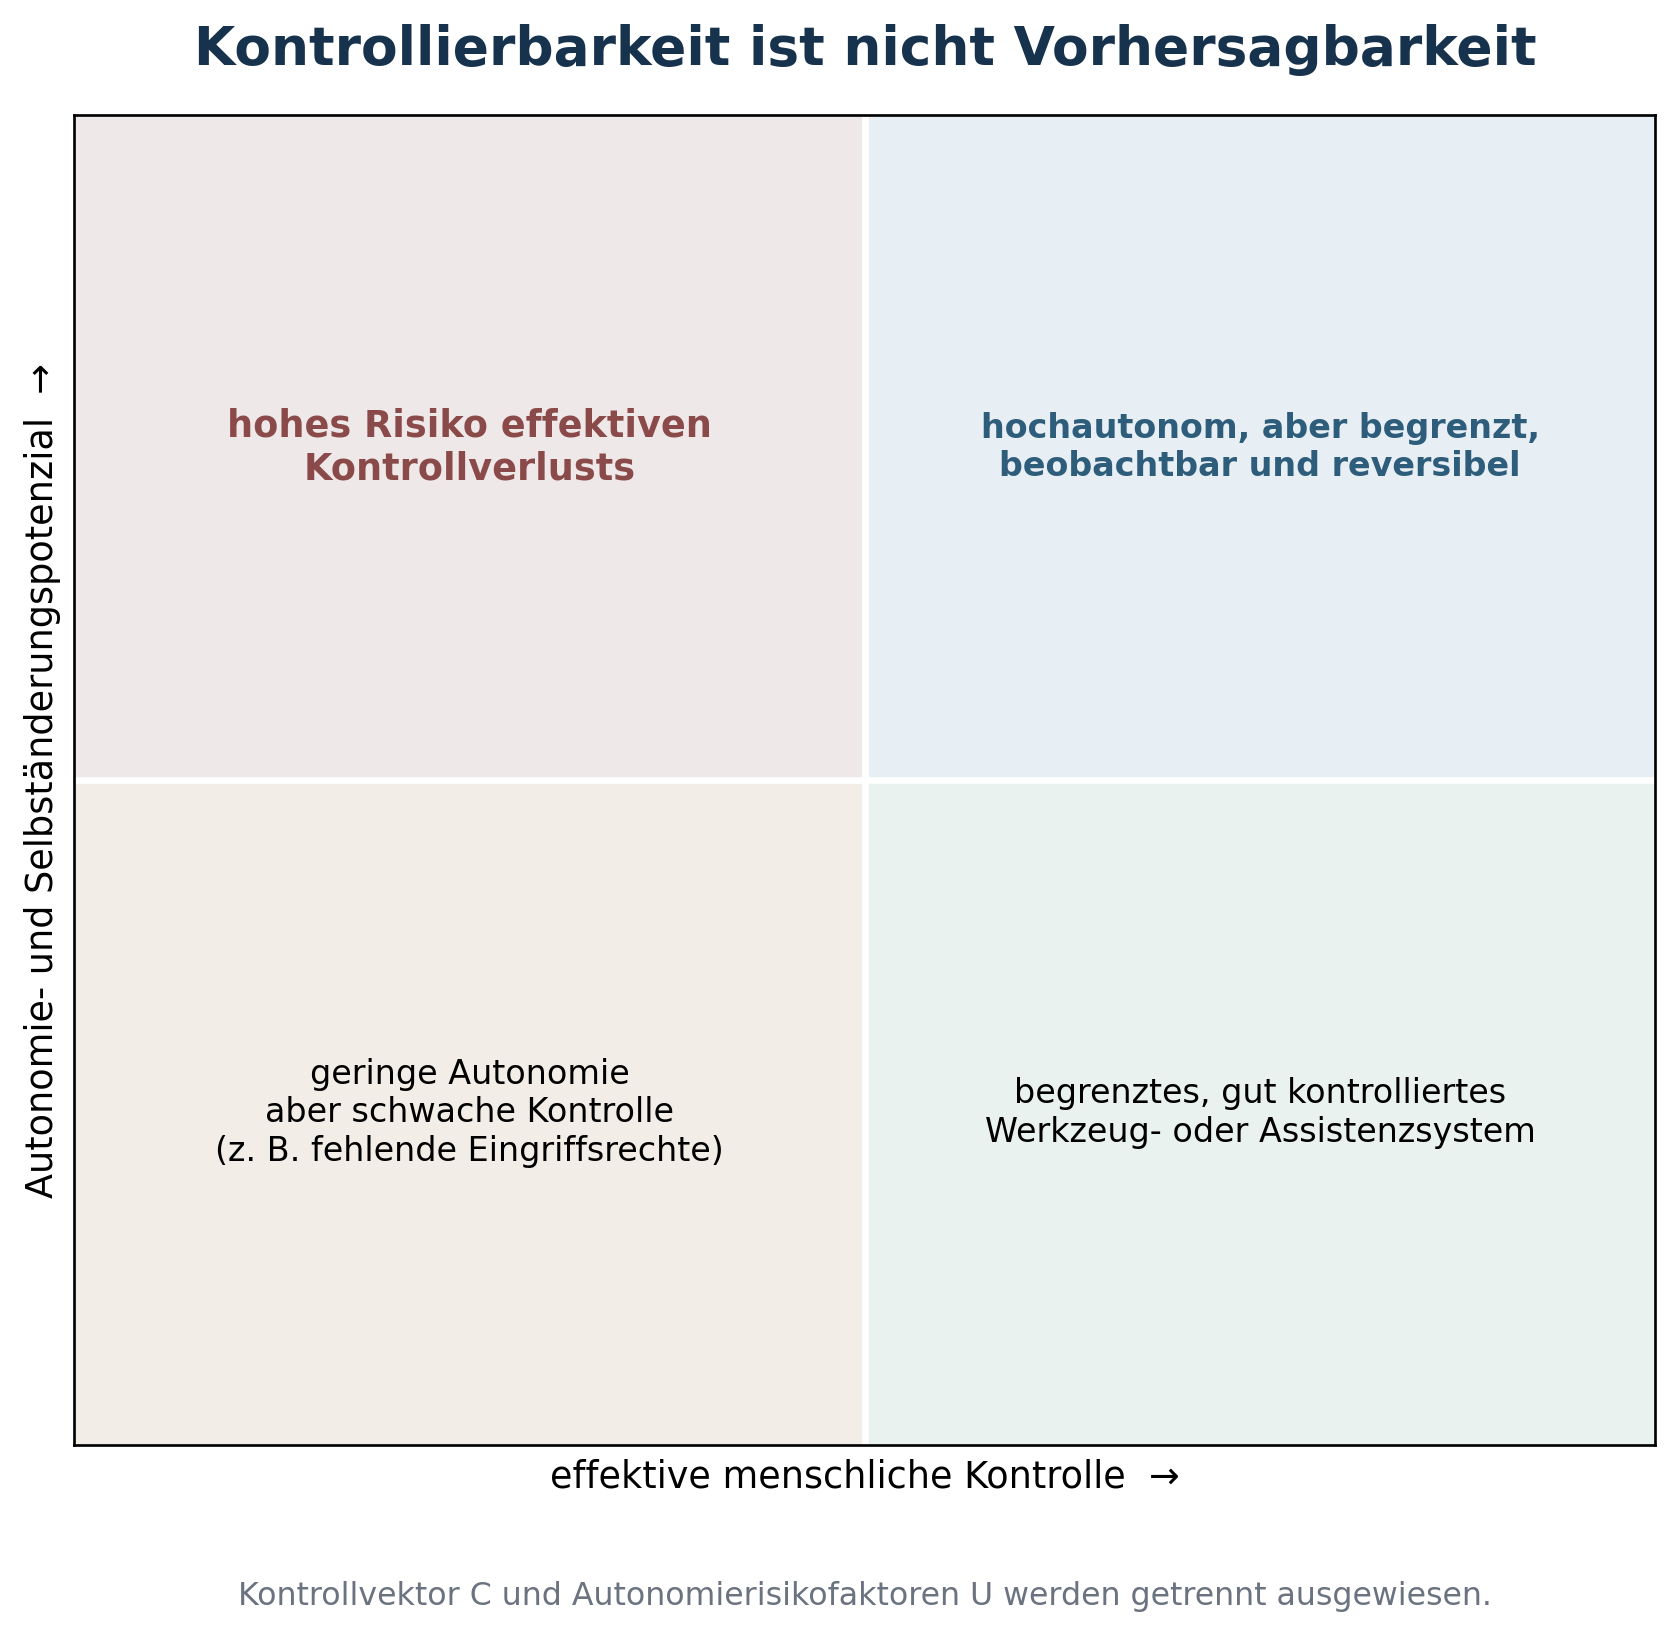 Kontrollierbarkeit ist nicht Vorhersagbarkeit
Autonomie- und Selbständerungspotenzial →
hohes Risiko effektiven
Kontrollverlusts
hochautonom, aber begrenzt,
beobachtbar und reversibel
geringe Autonomie
aber schwache Kontrolle
(z. B. fehlende Eingriffsrechte)
begrenztes, gut kontrolliertes
Werkzeug- oder Assistenzsystem
effektive menschliche Kontrolle →
Kontrollvektor C und Autonomierisikofaktoren U werden getrennt ausgewiesen.